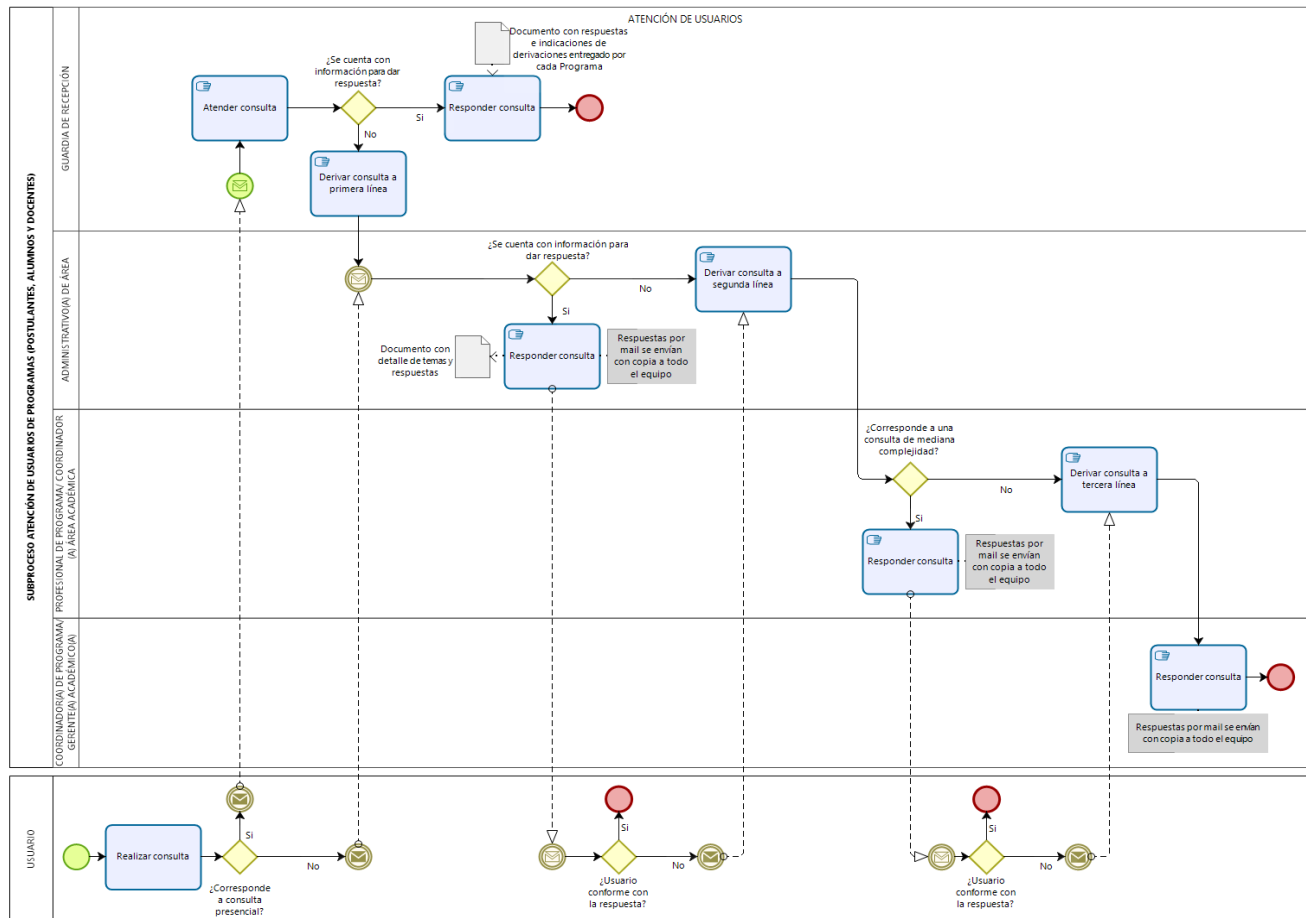 ATENCIÓN DE USUARIOS
SUBPROCESO ATENCIÓN DE USUARIOS DE PROGRAMAS (POSTULANTES, ALUMNOS Y DOCENTES)
GUARDIA DE RECEPCIÓN
Atender consulta
¿Se cuenta con
información para dar
respuesta?
Si
No
Documento con respuestas
e indicaciones de
derivaciones entregado por
cada Programa
Responder consulta
Derivar consulta a
primera línea
ADMINISTRATIVO(A) DE ÁREA
¿Se cuenta con información para
dar respuesta?
No
Si
Derivar consulta a
segunda línea
Documento con
detalle de temas y
respuestas
Responder consulta
Respuestas por
mail se envían
con copia a todo
el equipo
PROFESIONAL DE PROGRAMA/ COORDINADOR
(A) ÁREA ACADÉMICA
¿Corresponde a una
consulta de mediana
complejidad?
No
Si
Derivar consulta a
tercera línea
Responder consulta
Respuestas por
mail se envían
con copia a todo
el equipo
COORDINADOR(A) DE PROGRAMA/
GERENTE(A) ACADÉMICO(A)
Responder consulta
Respuestas por mail se envían
con copia a todo el equipo
USUARIO
Realizar consulta
Si
No
¿Corresponde
a consulta
presencial?
Si
No
¿Usuario
conforme con
la respuesta?
Si
No
¿Usuario
conforme con
la respuesta?